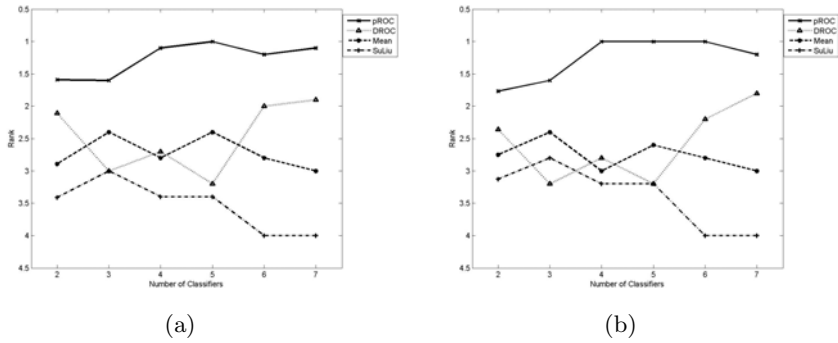 0.5
1
1.5
2
2.5
3
3.5
4
4.5
Rank
2 3 4 5 6 7
Number of Classifiers
pROC
DROC
Mean
SuLiu
(a)
0.5
1
1.5
2
2.5
3
3.5
4
4.5
Rank
2 3 4 5 6 7
Number of Classifiers
pROC
DROC
Mean
SuLiu
(b)